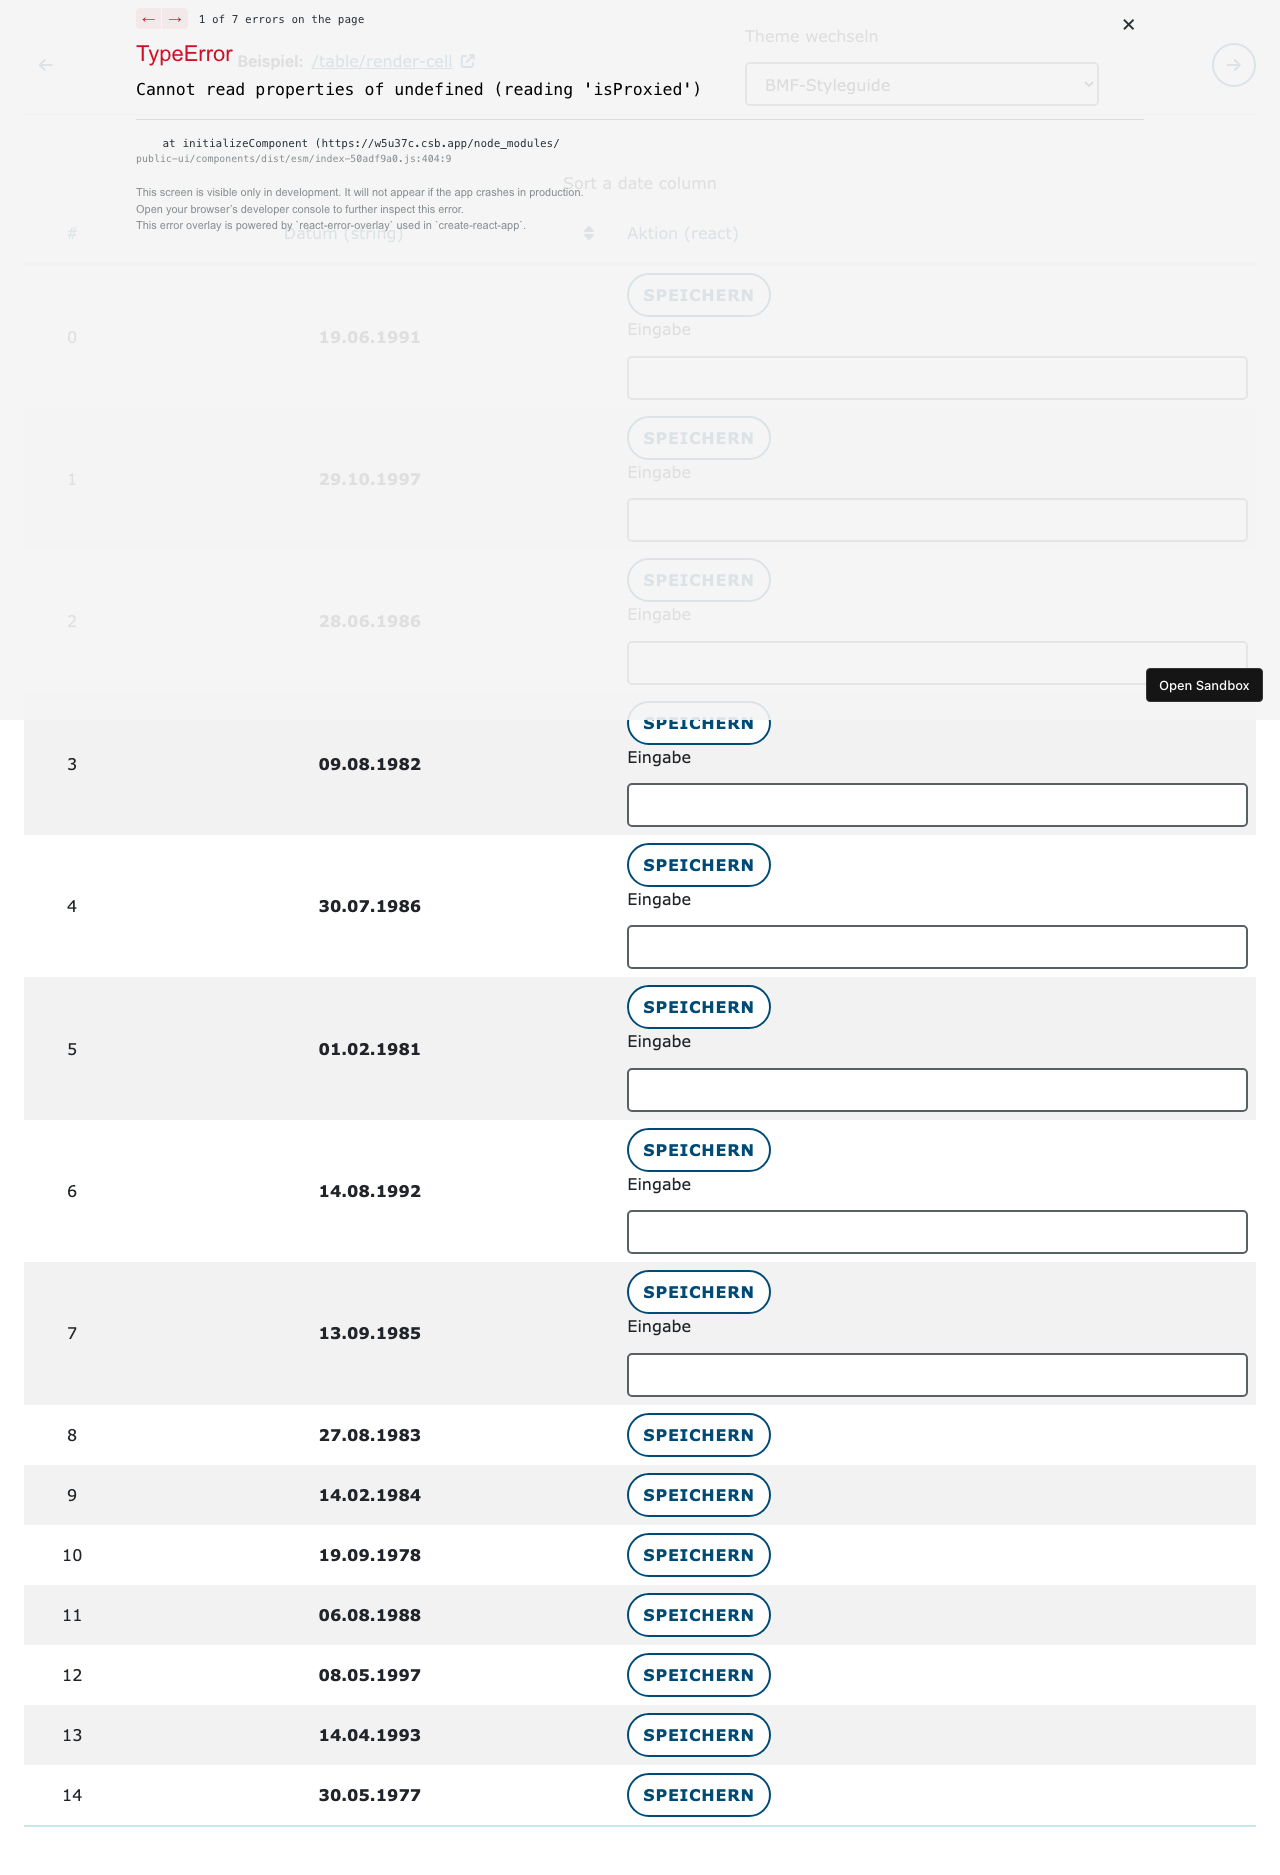 ← → 1 of 7 errors on the page
×
TypeError
Cannot read properties of undefined (reading 'isProxied')
← Beispiel: /table/render-cell
Theme wechseln
BMF-Styleguide
→
at initializeComponent (https://w5u37c.csb.app/node_modules/
public-ui/components/dist/esm/index-50adf9a0.js:404:9
This screen is visible only in development. It will not appear if the app crashes in production.
Open your browser's developer console to further inspect this error.
This error overlay is powered by `react-error-overlay` used in `create-react-app`.
Sort a date column
# Datum (string) Aktion (react)
0 19.06.1991 SPEICHERN
Eingabe
1 29.10.1997 SPEICHERN
Eingabe
2 28.06.1986 SPEICHERN
Eingabe
Open Sandbox
3 09.08.1982 SPEICHERN
Eingabe
4 30.07.1986 SPEICHERN
Eingabe
5 01.02.1981 SPEICHERN
Eingabe
6 14.08.1992 SPEICHERN
Eingabe
7 13.09.1985 SPEICHERN
Eingabe
8 27.08.1983 SPEICHERN
9 14.02.1984 SPEICHERN
10 19.09.1978 SPEICHERN
11 06.08.1988 SPEICHERN
12 08.05.1997 SPEICHERN
13 14.04.1993 SPEICHERN
14 30.05.1977 SPEICHERN